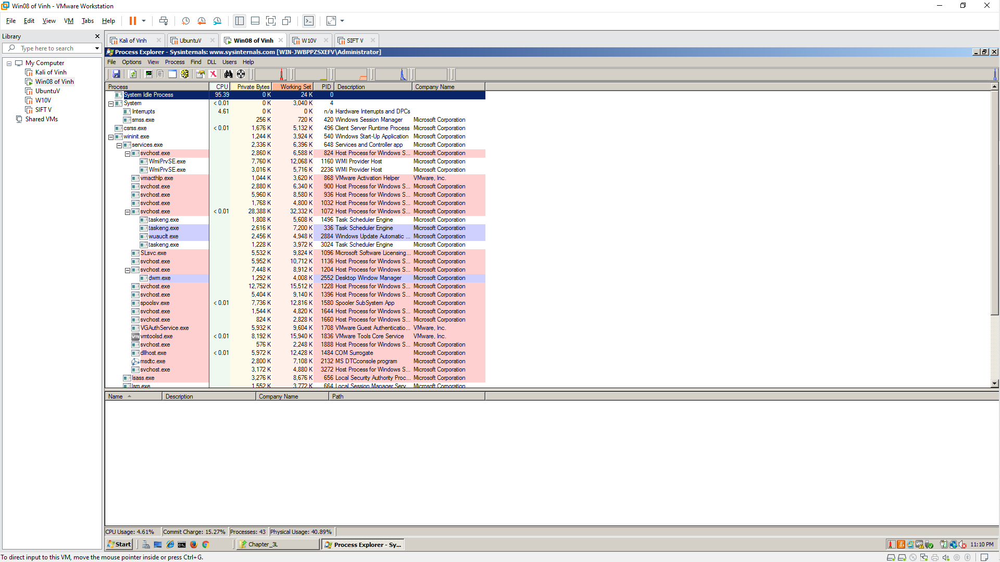 Win08 of Vinh - VMware Workstation
File Edit View VM Tabs Help
Library
Type here to search
My Computer
Kali of Vinh
Win08 of Vinh
UbuntuV
W10V
SIFT V
Shared VMs
Kali of Vinh UbuntuV Win08 of Vinh W10V SIFT V
Process Explorer - Sysinternals: www.sysinternals.com [WIN-JWBPPZSXEFV\Administrator]
File Options View Process Find DLL Users Help
Process CPU Private Bytes Working Set PID Description Company Name
System Idle Process 95.39 0 K 24 K 0
System < 0.01 0 K 3,040 K 4
Interrupts 4.61 0 K 0 K n/a Hardware Interrupts and DPCs
smss.exe 256 K 720 K 420 Windows Session Manager Microsoft Corporation
csrss.exe < 0.01 1,676 K 5,132 K 496 Client Server Runtime Process Microsoft Corporation
wininit.exe 1,244 K 3,924 K 540 Windows Start-Up Application Microsoft Corporation
services.exe 2,336 K 6,396 K 648 Services and Controller app Microsoft Corporation
svchost.exe 2,860 K 6,588 K 824 Host Process for Windows S... Microsoft Corporation
WmiPrvSE.exe 7,760 K 12,068 K 1160 WMI Provider Host Microsoft Corporation
WmiPrvSE.exe 3,016 K 5,716 K 2236 WMI Provider Host Microsoft Corporation
vmacthlp.exe 1,044 K 3,620 K 868 VMware Activation Helper VMware, Inc.
svchost.exe 2,880 K 6,340 K 900 Host Process for Windows S... Microsoft Corporation
svchost.exe 5,960 K 8,580 K 936 Host Process for Windows S... Microsoft Corporation
svchost.exe 1,768 K 4,800 K 1032 Host Process for Windows S... Microsoft Corporation
svchost.exe < 0.01 28,388 K 32,332 K 1072 Host Process for Windows S... Microsoft Corporation
taskeng.exe 1,808 K 5,608 K 1496 Task Scheduler Engine Microsoft Corporation
taskeng.exe 2,616 K 7,200 K 336 Task Scheduler Engine Microsoft Corporation
wuauclt.exe 2,456 K 4,948 K 2884 Windows Update Automatic ... Microsoft Corporation
taskeng.exe 1,228 K 3,972 K 3024 Task Scheduler Engine Microsoft Corporation
SLsvc.exe 5,532 K 9,824 K 1096 Microsoft Software Licensing... Microsoft Corporation
svchost.exe 5,952 K 10,712 K 1136 Host Process for Windows S... Microsoft Corporation
svchost.exe 7,448 K 8,912 K 1204 Host Process for Windows S... Microsoft Corporation
dwm.exe 1,292 K 4,008 K 2552 Desktop Window Manager Microsoft Corporation
svchost.exe 12,752 K 15,512 K 1228 Host Process for Windows S... Microsoft Corporation
svchost.exe 5,404 K 9,140 K 1396 Host Process for Windows S... Microsoft Corporation
spoolsv.exe < 0.01 7,736 K 12,816 K 1580 Spooler SubSystem App Microsoft Corporation
svchost.exe 1,544 K 4,820 K 1644 Host Process for Windows S... Microsoft Corporation
svchost.exe 824 K 2,828 K 1660 Host Process for Windows S... Microsoft Corporation
VGAuthService.exe 5,932 K 9,604 K 1708 VMware Guest Authenticatio... VMware, Inc.
vmtoolsd.exe < 0.01 8,192 K 15,940 K 1836 VMware Tools Core Service VMware, Inc.
svchost.exe 576 K 2,248 K 1888 Host Process for Windows S... Microsoft Corporation
dllhost.exe < 0.01 5,972 K 12,428 K 1484 COM Surrogate Microsoft Corporation
msdtc.exe 2,800 K 7,108 K 2132 MS DTCconsole program Microsoft Corporation
svchost.exe 3,172 K 4,880 K 3272 Host Process for Windows S... Microsoft Corporation
lsass.exe 3,276 K 8,676 K 656 Local Security Authority Proc... Microsoft Corporation
lsm.exe 1,552 K 3,772 K 664 Local Session Manager Serv... Microsoft Corporation
Name Description Company Name Path
CPU Usage: 4.61% Commit Charge: 15.27% Processes: 43 Physical Usage: 40.89%
Start Chapter_3L Process Explorer - Sy... 11:10 PM
To direct input to this VM, move the mouse pointer inside or press Ctrl+G.